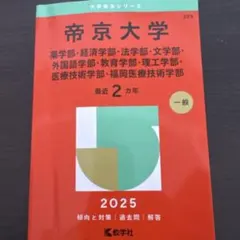 大学赤本シリーズ
帝京大学
薬学部・経済学部・法学部・文学部・
外国語学部・教育学部・理工学部・
医療技術学部・福岡医療技術学部
最近2カ年
一般
2025
傾向と対策｜過去問｜解答
教学社